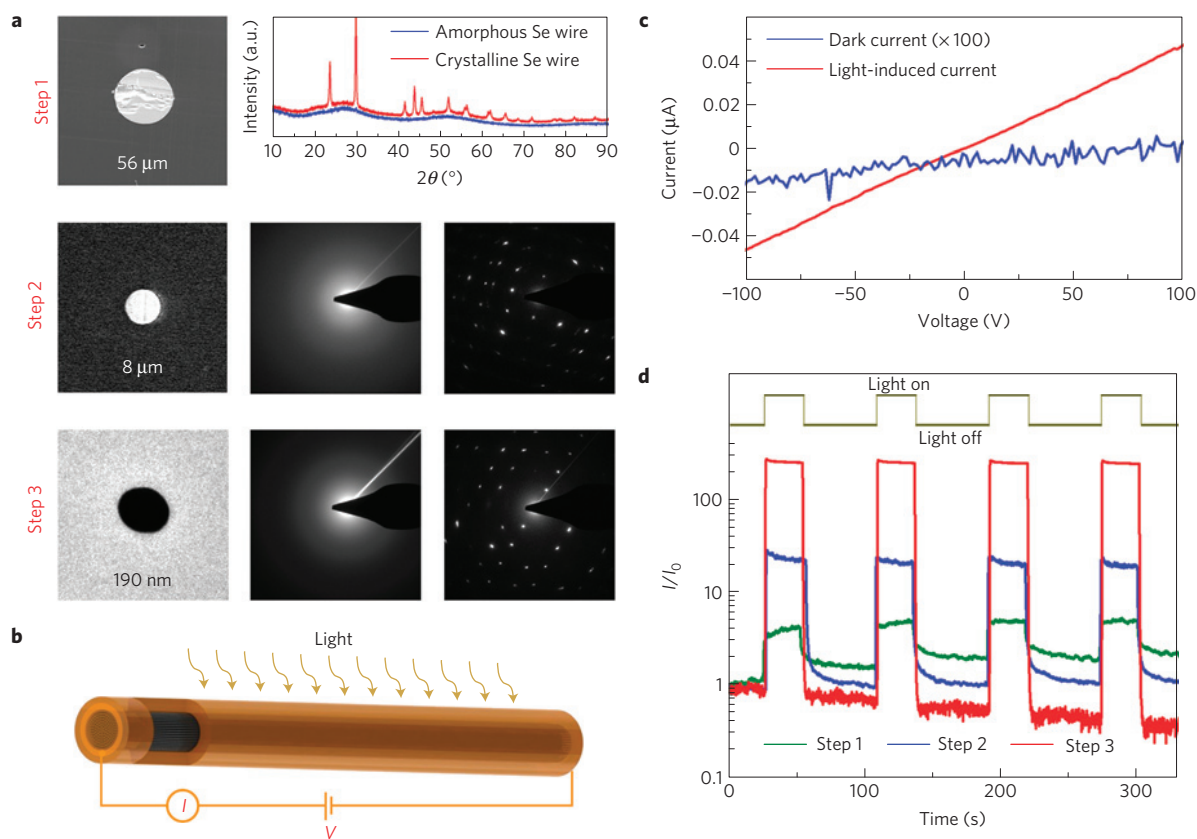 a
Step 1
56 μm
Intensity (a.u.)
Amorphous Se wire
Crystalline Se wire
10 20 30 40 50 60 70 80 90
2θ (°)
Step 2
8 μm
Step 3
190 nm
b
Light
I
V
c
Dark current (×100)
Light-induced current
Current (μA)
0.04
0.02
0
−0.02
−0.04
−100 −50 0 50 100
Voltage (V)
d
Light on
Light off
I/I0
100
10
1
0.1
Step 1 Step 2 Step 3
0 100 200 300
Time (s)